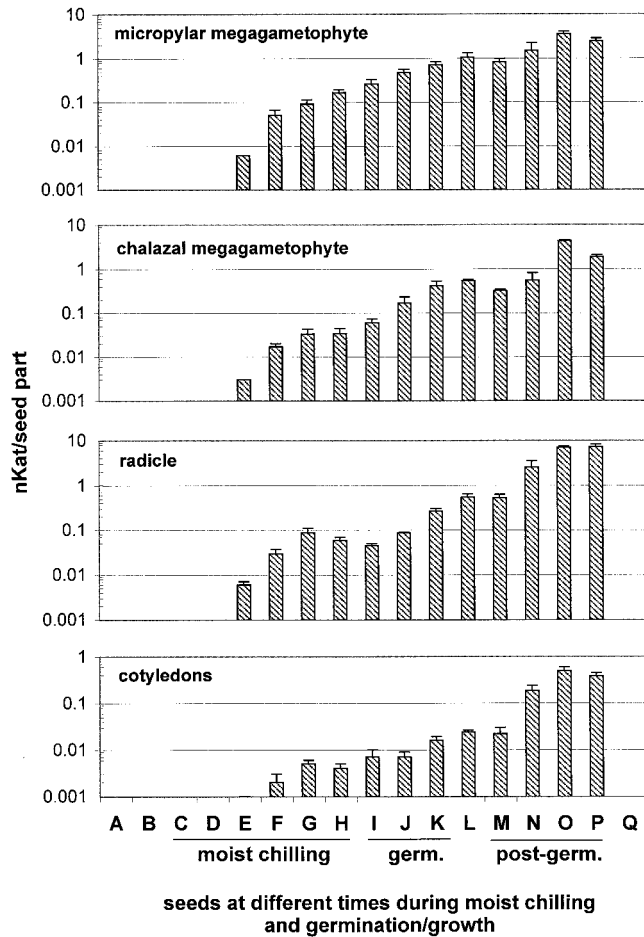 10
micropylar megagametophyte
1
0.1
0.01
0.001
10
chalazal megagametophyte
1
0.1
0.01
0.001
nKat/seed part
10
radicle
1
0.1
0.01
0.001
1
cotyledons
0.1
0.01
0.001
A B C D E F G H I J K L M N O P Q
moist chilling germ. post-germ.
seeds at different times during moist chilling
and germination/growth